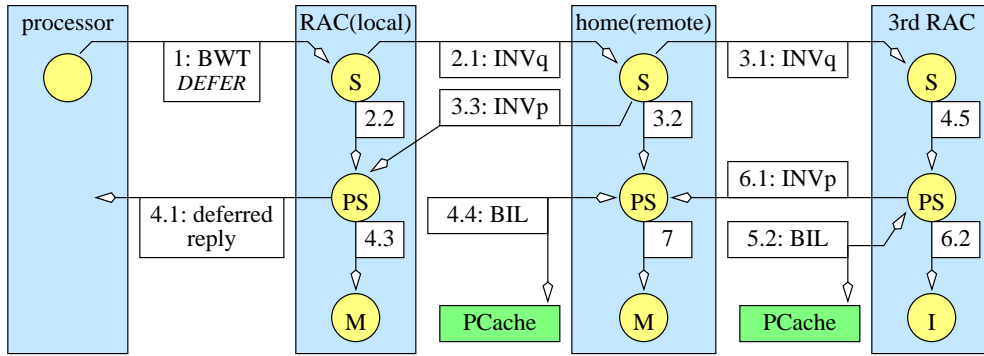 processor
RAC(local)
home(remote)
3rd RAC
1: BWT
DEFER
2.1: INVq
3.1: INVq
S
S
S
3.3: INVp
2.2
3.2
4.5
6.1: INVp
PS
PS
PS
4.1: deferred
reply
4.4: BIL
4.3
7
5.2: BIL
6.2
M
PCache
M
PCache
I